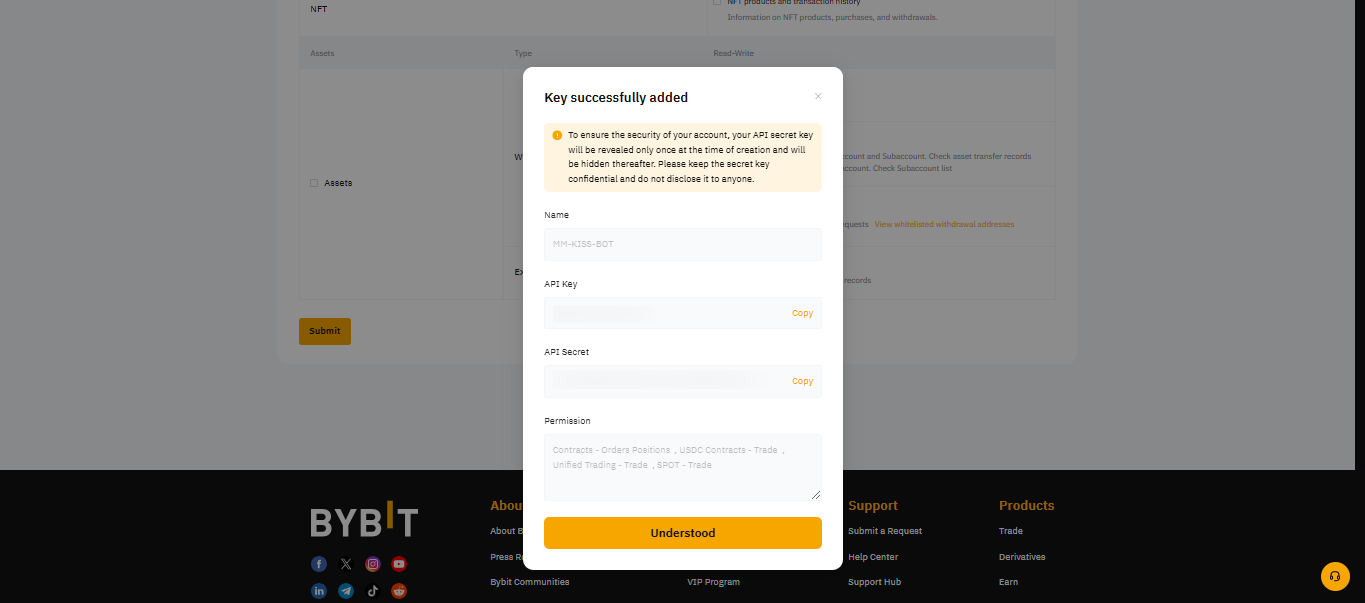 NFT
NFT products and transaction history
Information on NFT products, purchases, and withdrawals.
Assets Type Read-Write
Key successfully added
To ensure the security of your account, your API secret key
will be revealed only once at the time of creation and will
be hidden thereafter. Please keep the secret key
confidential and do not disclose it to anyone.
W
count and Subaccount. Check asset transfer records
ccount. Check Subaccount list
Assets
Name
quests View whitelisted withdrawal addresses
MM-KISS-BOT
Ex
records
API Key
Copy
Submit
API Secret
Copy
Permission
Contracts - Orders Positions , USDC Contracts - Trade ,
Unified Trading - Trade , SPOT - Trade
Understood
BYBIT
Abou
Support
Products
About B
Submit a Request
Trade
Press Re
Help Center
Derivatives
Bybit Communities
VIP Program
Support Hub
Earn